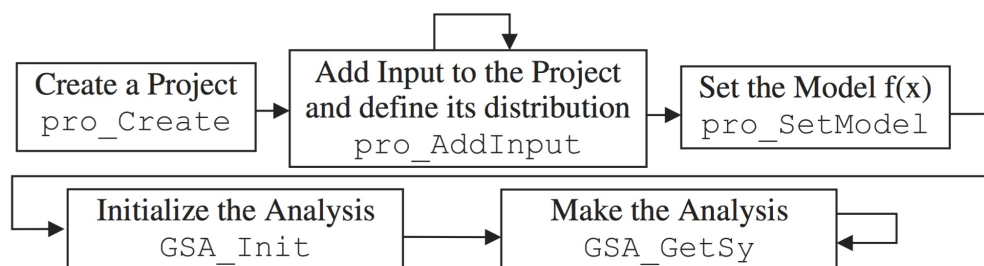 Create a Project
pro_Create
Add Input to the Project
and define its distribution
pro_AddInput
Set the Model f(x)
pro_SetModel
Initialize the Analysis
GSA_Init
Make the Analysis
GSA_GetSy